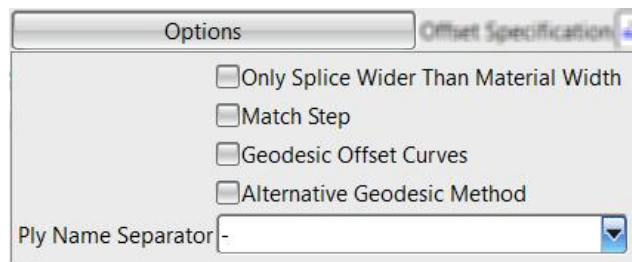 Options Offset Specification
Only Splice Wider Than Material Width
Match Step
Geodesic Offset Curves
Alternative Geodesic Method
Ply Name Separator -